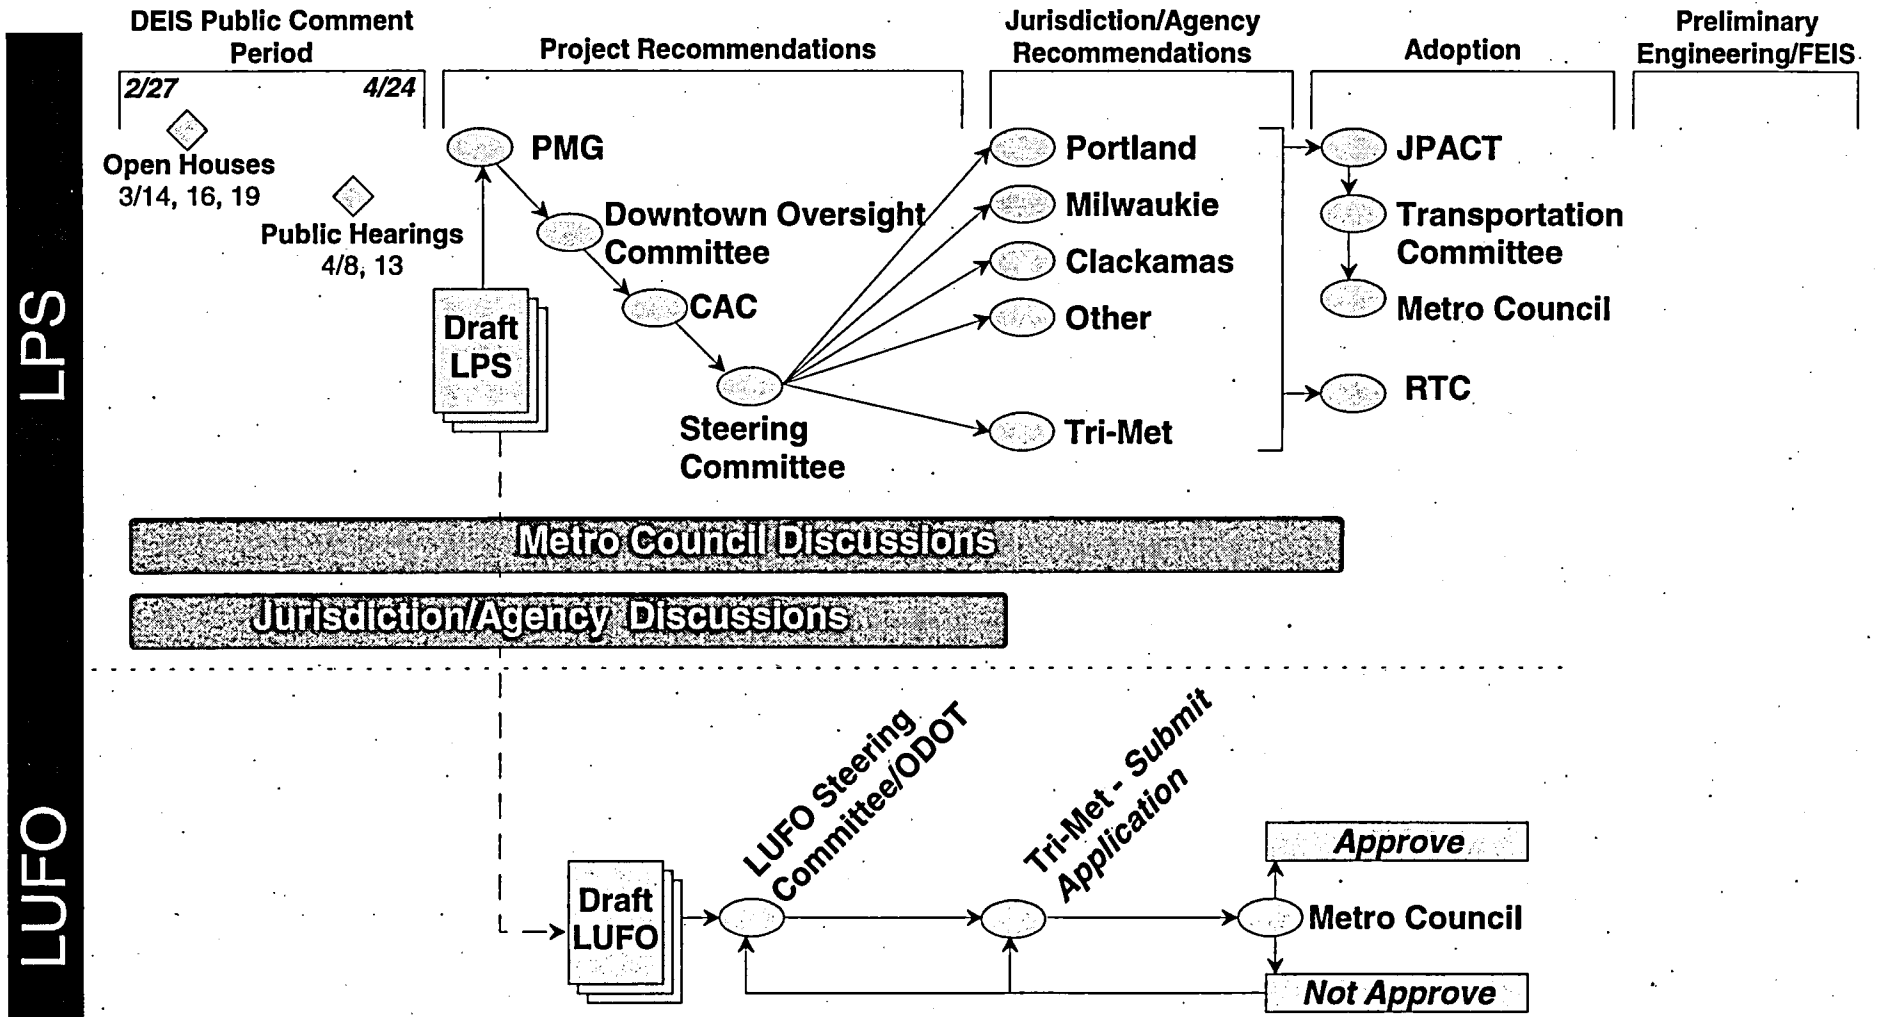 DEIS Public Comment
Period
Project Recommendations
Jurisdiction/Agency
Recommendations
Adoption
Preliminary
Engineering/FEIS
2/27
4/24
Open Houses
3/14, 16, 19
Public Hearings
4/8, 13
LPS
Draft
LPS
PMG
Downtown Oversight
Committee
CAC
Steering
Committee
Portland
Milwaukie
Clackamas
Other
Tri-Met
JPACT
Transportation
Committee
Metro Council
RTC
Metro Council Discussions
Jurisdiction/Agency Discussions
LUFO
Draft
LUFO
LUFO Steering
Committee/ODOT
Tri-Met - Submit
Application
Approve
Metro Council
Not Approve